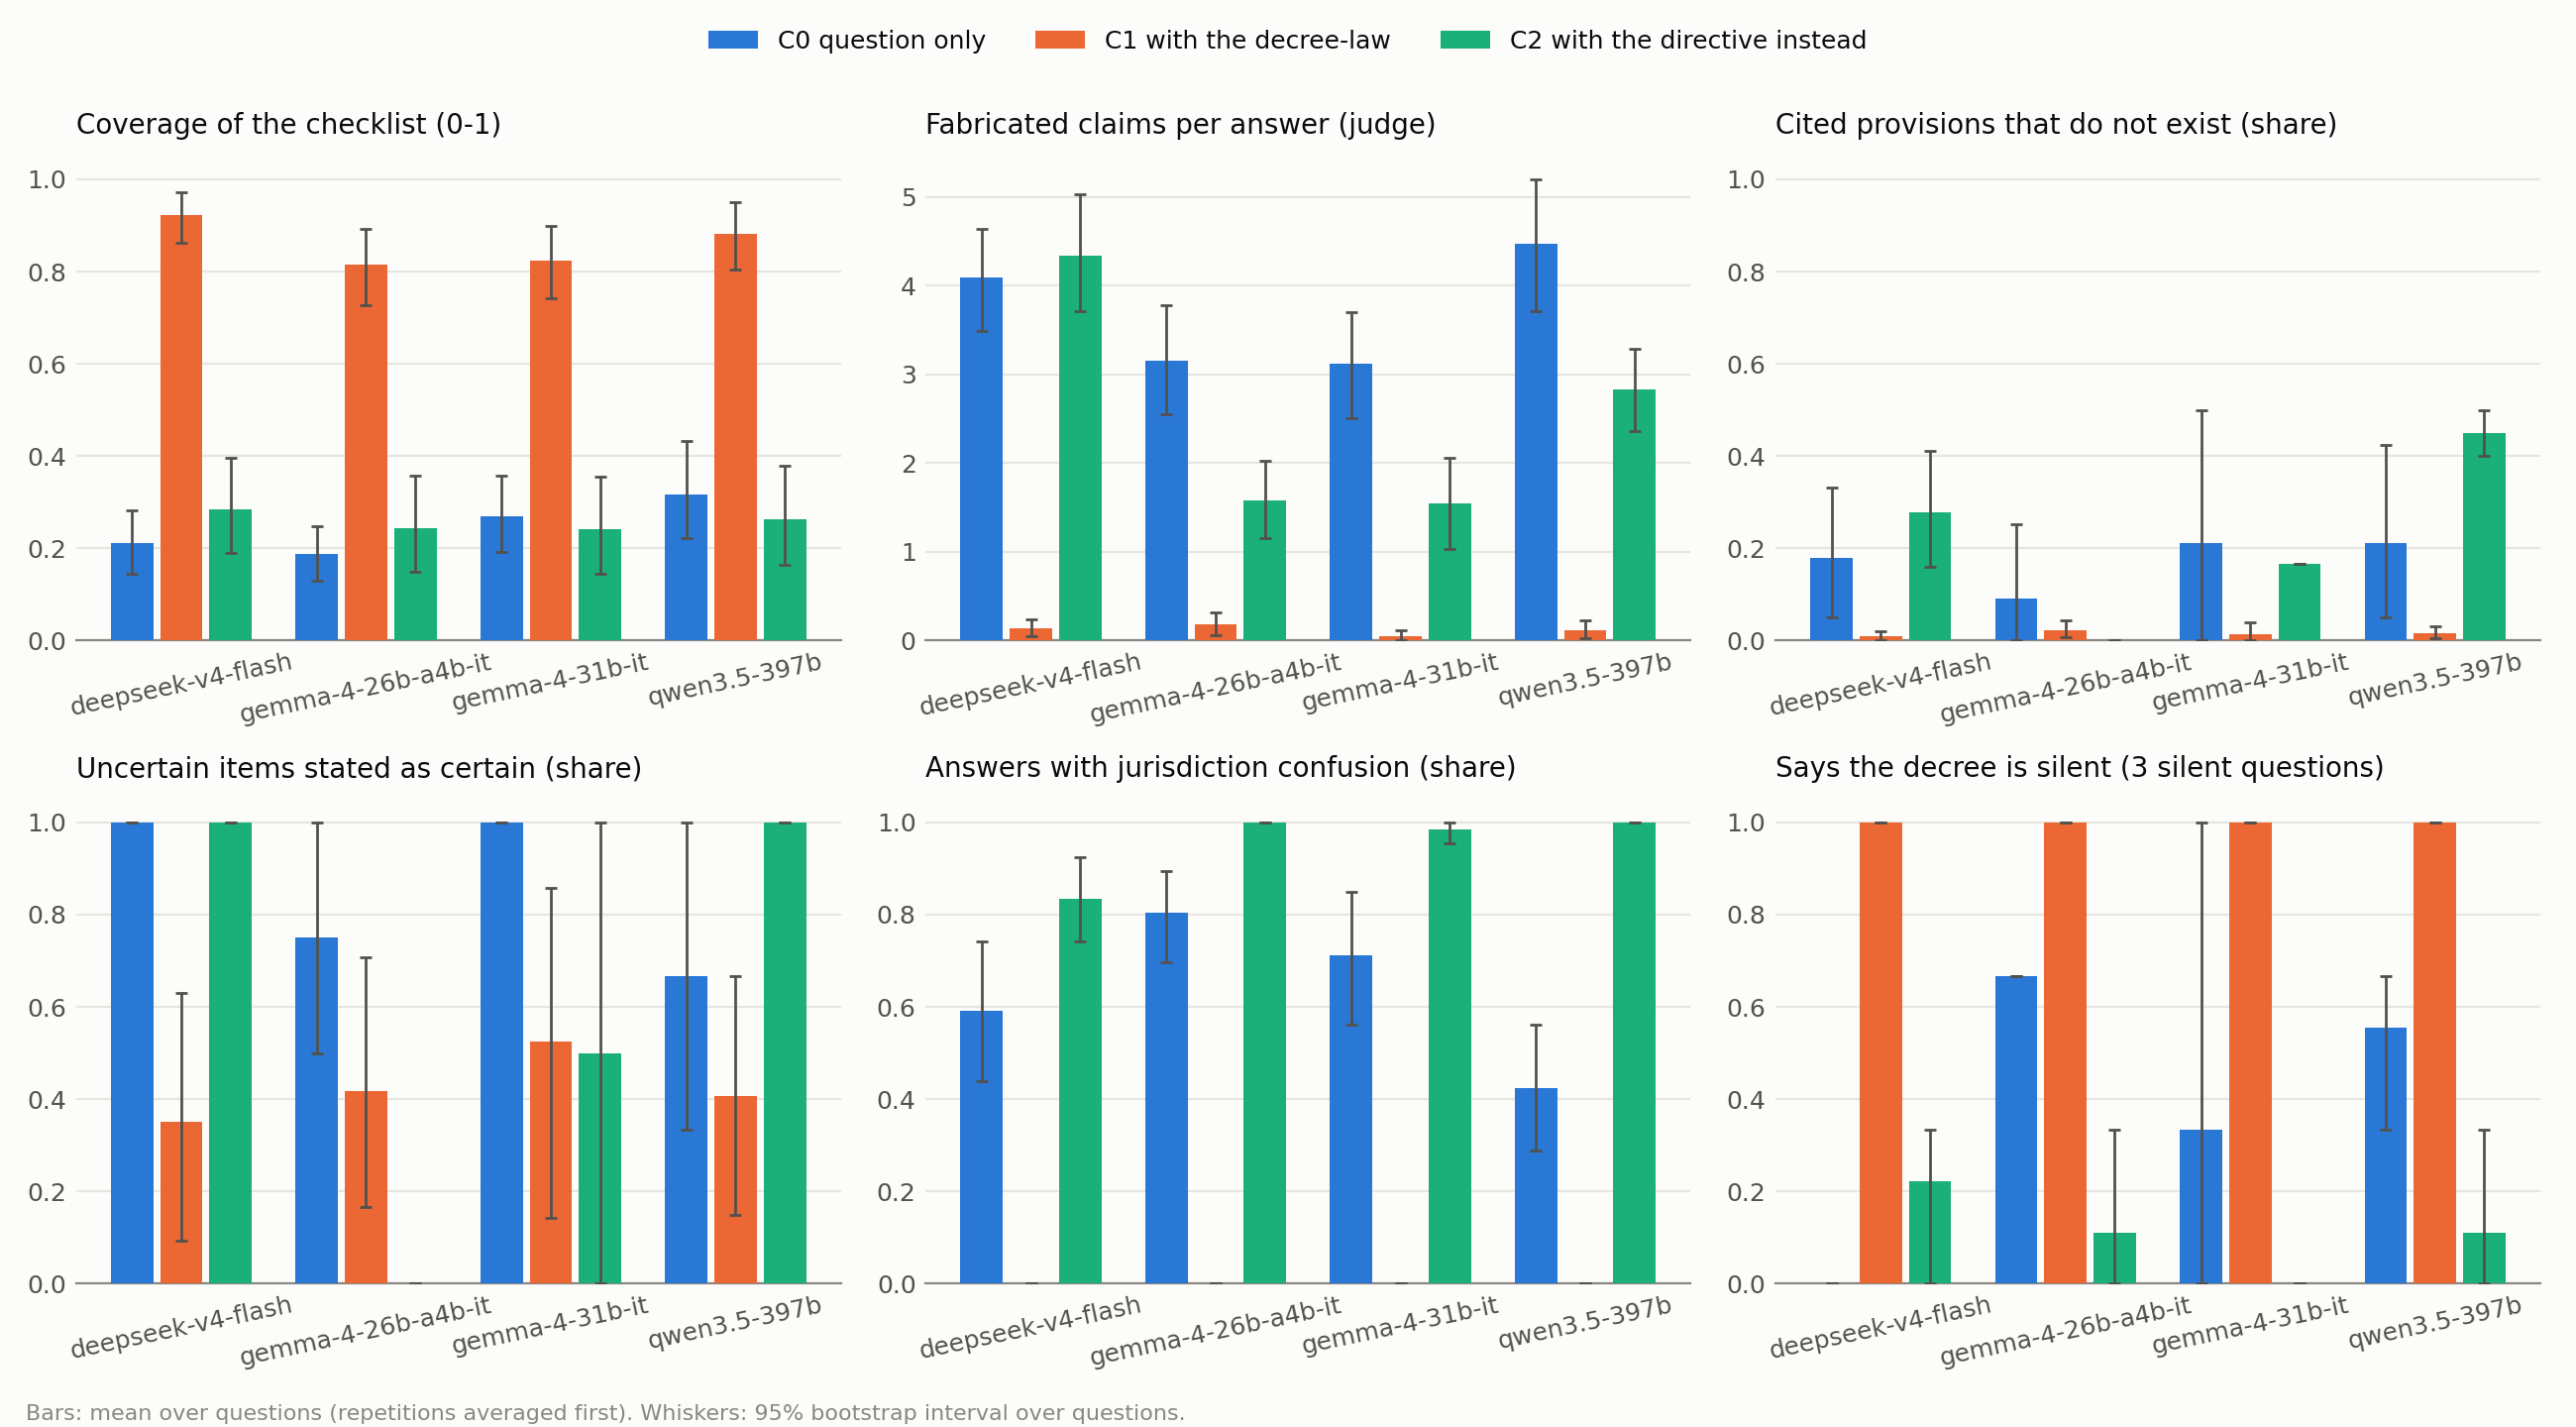 C0 question only C1 with the decree-law C2 with the directive instead
Coverage of the checklist (0-1)
1.0
0.8
0.6
0.4
0.2
0.0
deepseek-v4-flash gemma-4-26b-a4b-it gemma-4-31b-it qwen3.5-397b
Fabricated claims per answer (judge)
5
4
3
2
1
0
deepseek-v4-flash gemma-4-26b-a4b-it gemma-4-31b-it qwen3.5-397b
Cited provisions that do not exist (share)
1.0
0.8
0.6
0.4
0.2
0.0
deepseek-v4-flash gemma-4-26b-a4b-it gemma-4-31b-it qwen3.5-397b
Uncertain items stated as certain (share)
1.0
0.8
0.6
0.4
0.2
0.0
deepseek-v4-flash gemma-4-26b-a4b-it gemma-4-31b-it qwen3.5-397b
Answers with jurisdiction confusion (share)
1.0
0.8
0.6
0.4
0.2
0.0
deepseek-v4-flash gemma-4-26b-a4b-it gemma-4-31b-it qwen3.5-397b
Says the decree is silent (3 silent questions)
1.0
0.8
0.6
0.4
0.2
0.0
deepseek-v4-flash gemma-4-26b-a4b-it gemma-4-31b-it qwen3.5-397b
Bars: mean over questions (repetitions averaged first). Whiskers: 95% bootstrap interval over questions.